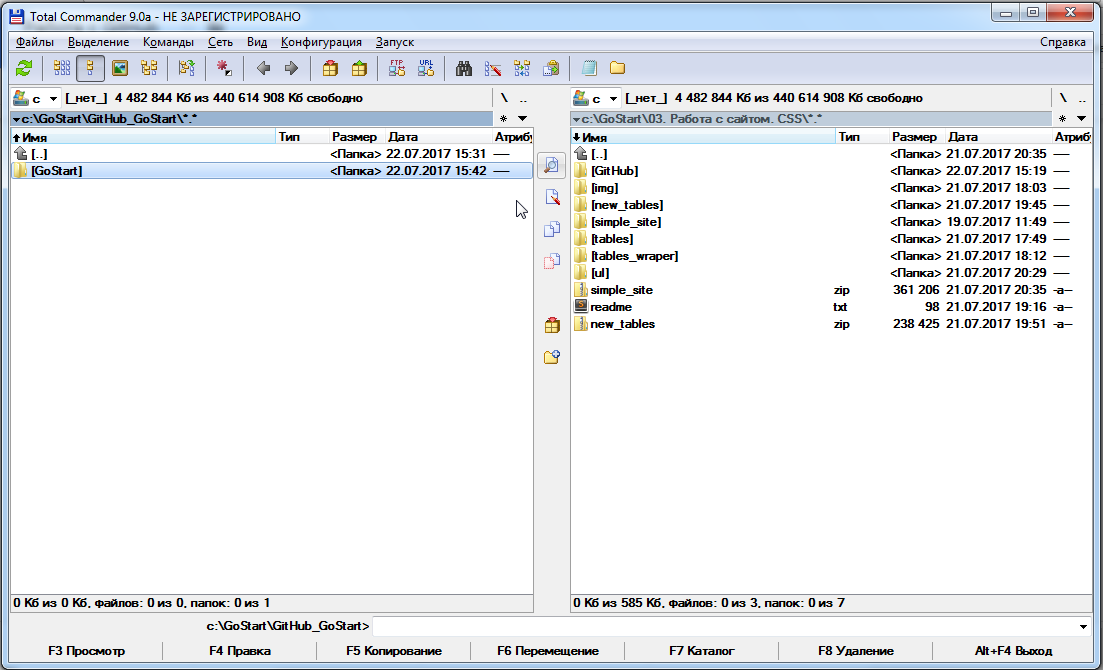 Total Commander 9.0a - НЕ ЗАРЕГИСТРИРОВАНО
Файлы Выделение Команды Сеть Вид Конфигурация Запуск Справка
FTP URL
c [_нет_] 4 482 844 Кб из 440 614 908 Кб свободно \ ..
c:\GoStart\GitHub_GoStart\*.* * 
Имя Тип Размер Дата Атрибу
[..] <Папка> 22.07.2017 15:31 ----
[GoStart] <Папка> 22.07.2017 15:42 ----
0 Кб из 0 Кб, файлов: 0 из 0, папок: 0 из 1
c [_нет_] 4 482 844 Кб из 440 614 908 Кб свободно \ ..
c:\GoStart\03. Работа с сайтом. CSS\*.* *
Имя Тип Размер Дата Атрибу
[..] <Папка> 21.07.2017 20:35 ----
[GitHub] <Папка> 22.07.2017 15:19 ----
[img] <Папка> 21.07.2017 18:03 ----
[new_tables] <Папка> 21.07.2017 19:45 ----
[simple_site] <Папка> 19.07.2017 11:49 ----
[tables] <Папка> 21.07.2017 17:49 ----
[tables_wraper] <Папка> 21.07.2017 18:12 ----
[ul] <Папка> 21.07.2017 20:29 ----
simple_site zip 361 206 21.07.2017 20:35 -a--
readme txt 98 21.07.2017 19:16 -a--
new_tables zip 238 425 21.07.2017 19:51 -a--
0 Кб из 585 Кб, файлов: 0 из 3, папок: 0 из 7
c:\GoStart\GitHub_GoStart>
F3 Просмотр F4 Правка F5 Копирование F6 Перемещение F7 Каталог F8 Удаление Alt+F4 Выход